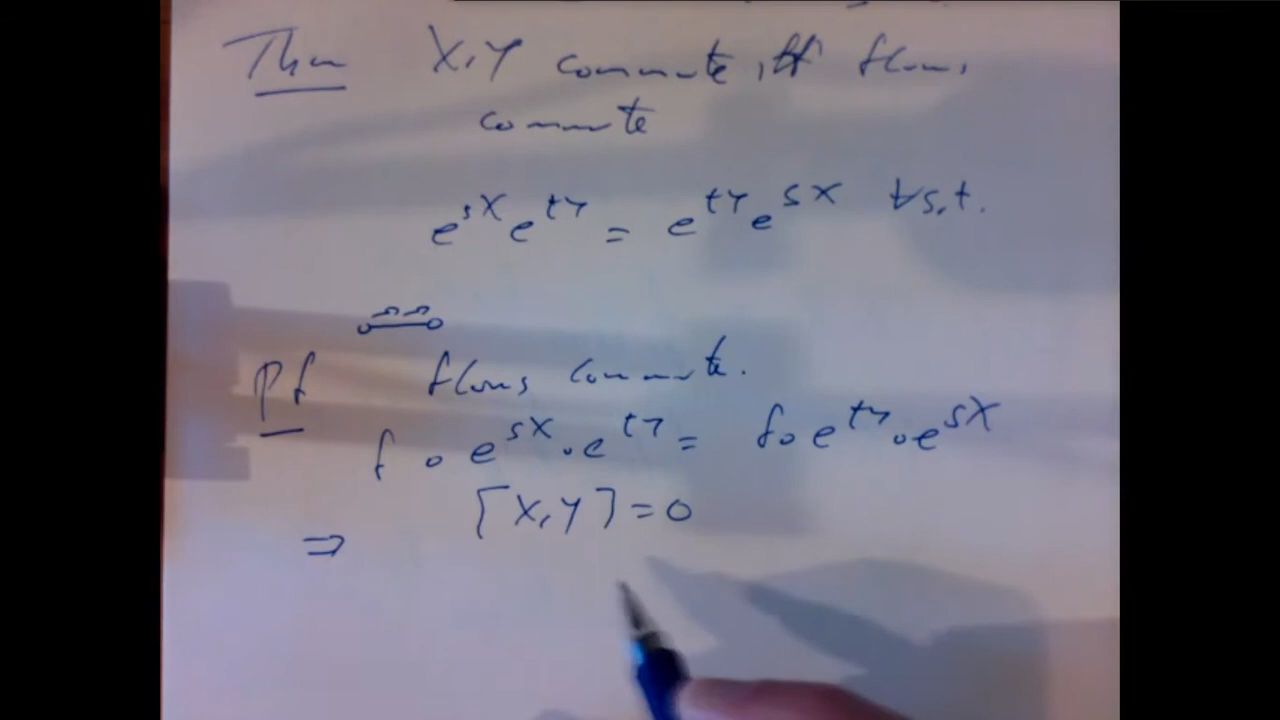 Thm X,Y commute iff flows
commute
e^{sX} e^{tY} = e^{tY} e^{sX} ∀s,t.
Pf flows commute.
f ∘ e^{sX} ∘ e^{tY} = f ∘ e^{tY} ∘ e^{sX}
⇒ [X,Y] = 0